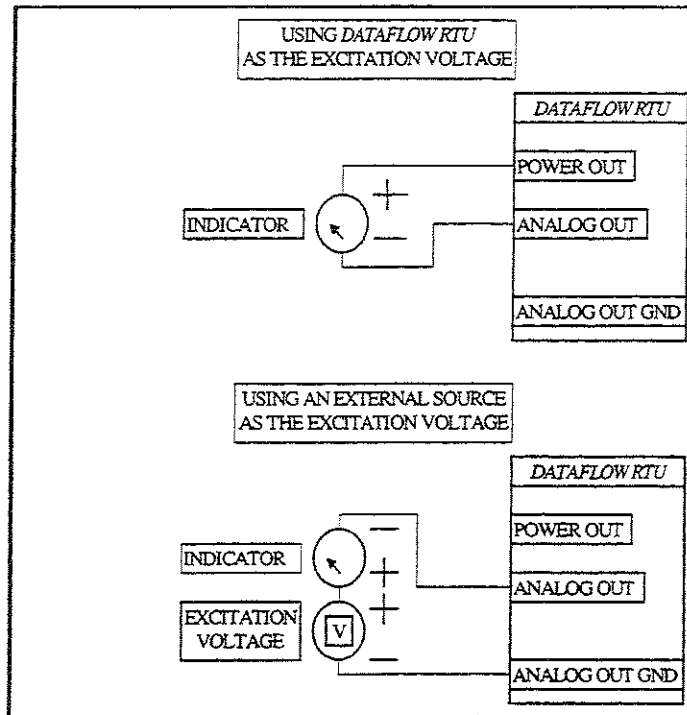 USING DATAFLOW RTU
AS THE EXCITATION VOLTAGE
DATAFLOW RTU
POWER OUT
+
INDICATOR
ANALOG OUT
—
ANALOG OUT GND
USING AN EXTERNAL SOURCE
AS THE EXCITATION VOLTAGE
DATAFLOW RTU
POWER OUT
—
INDICATOR
+
ANALOG OUT
+
EXCITATION
VOLTAGE
V
—
ANALOG OUT GND